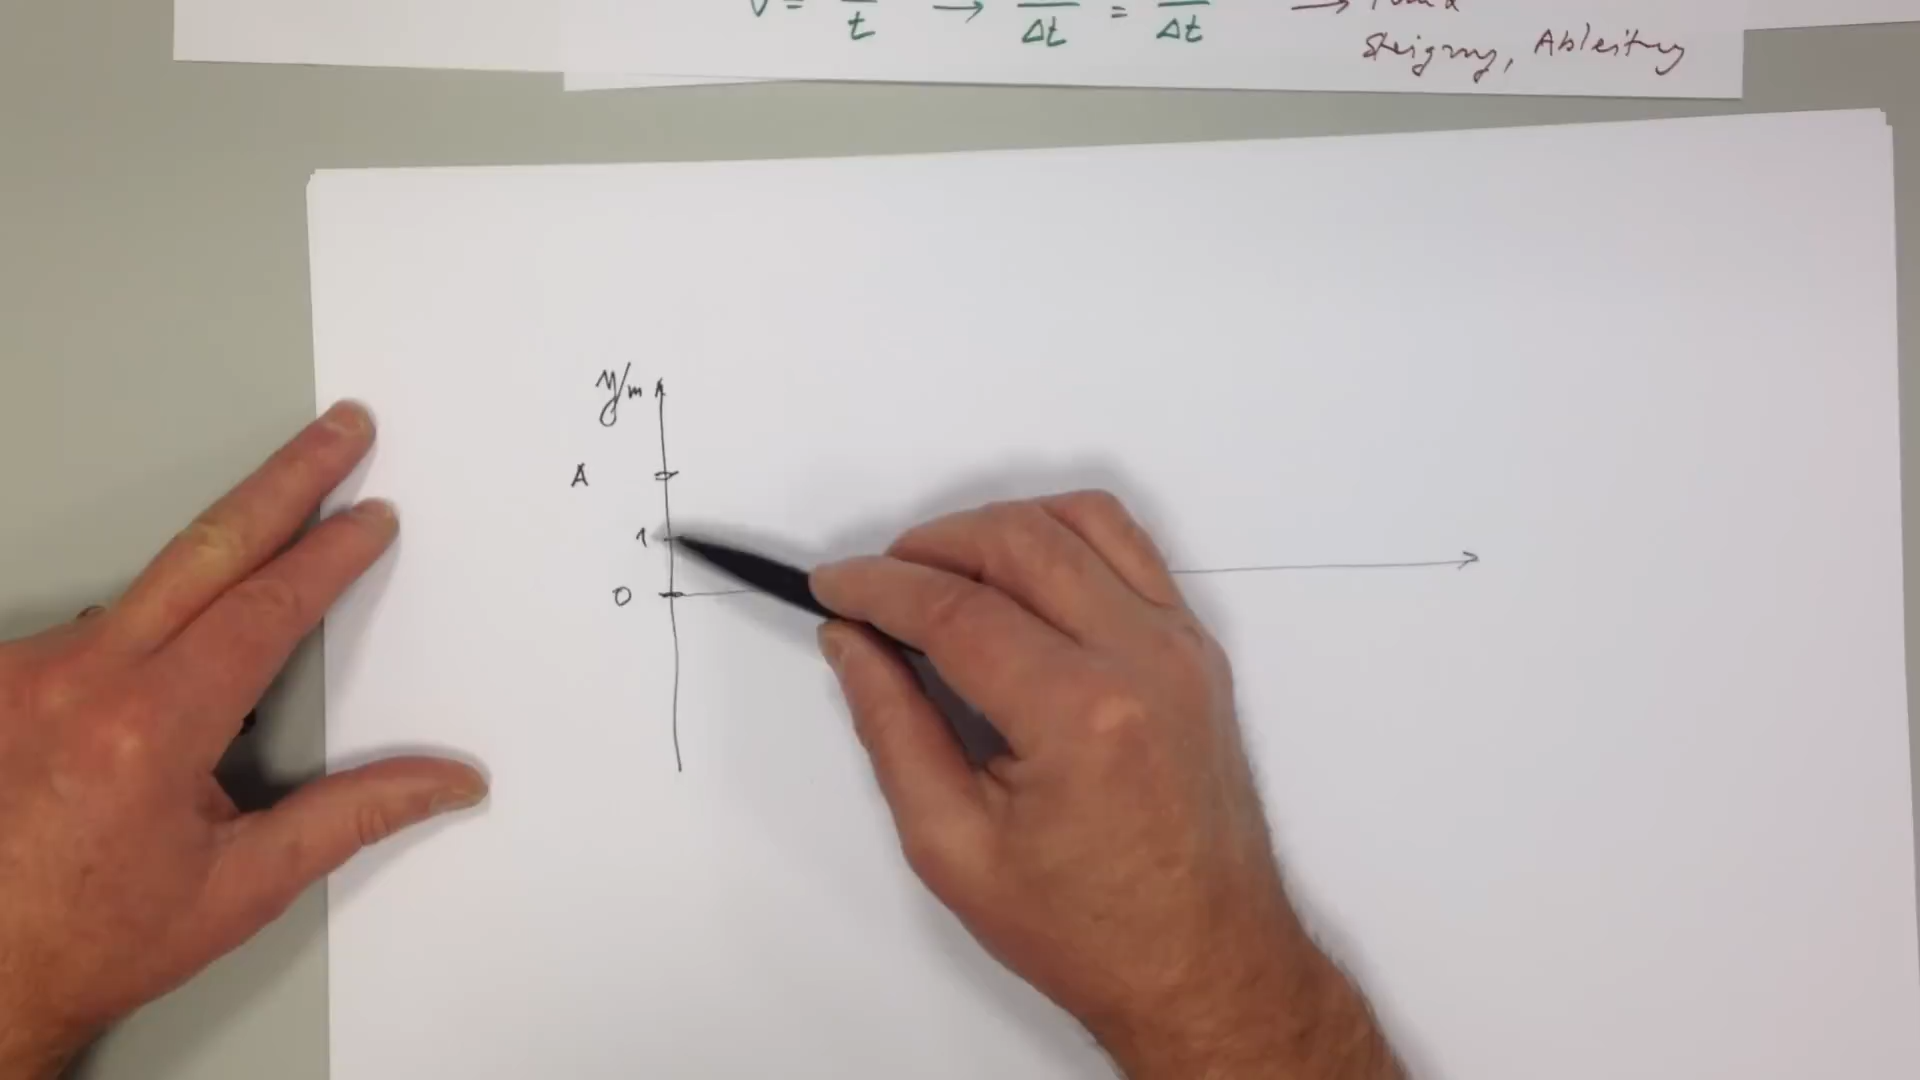 V = t → Δt = Δt →
Steigung, Ableitung
y/m
A
1
0